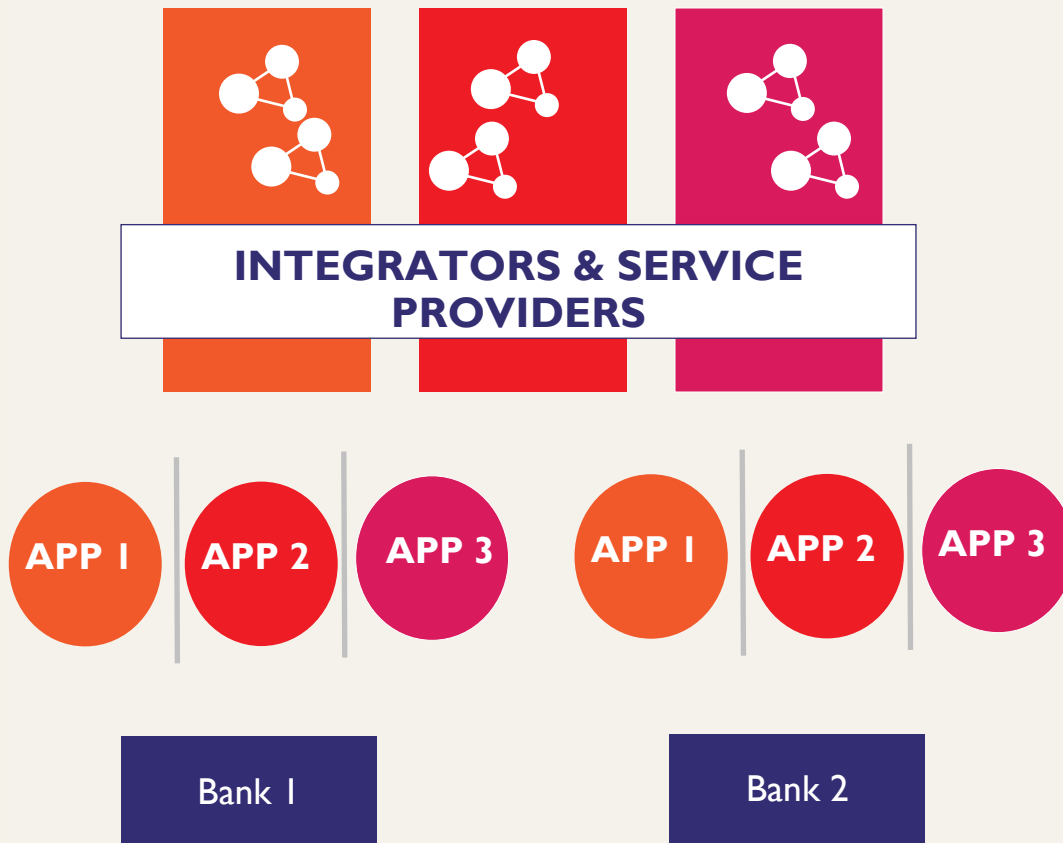 INTEGRATORS & SERVICE
PROVIDERS
APP 1
APP 2
APP 3
APP 1
APP 2
APP 3
Bank 1
Bank 2